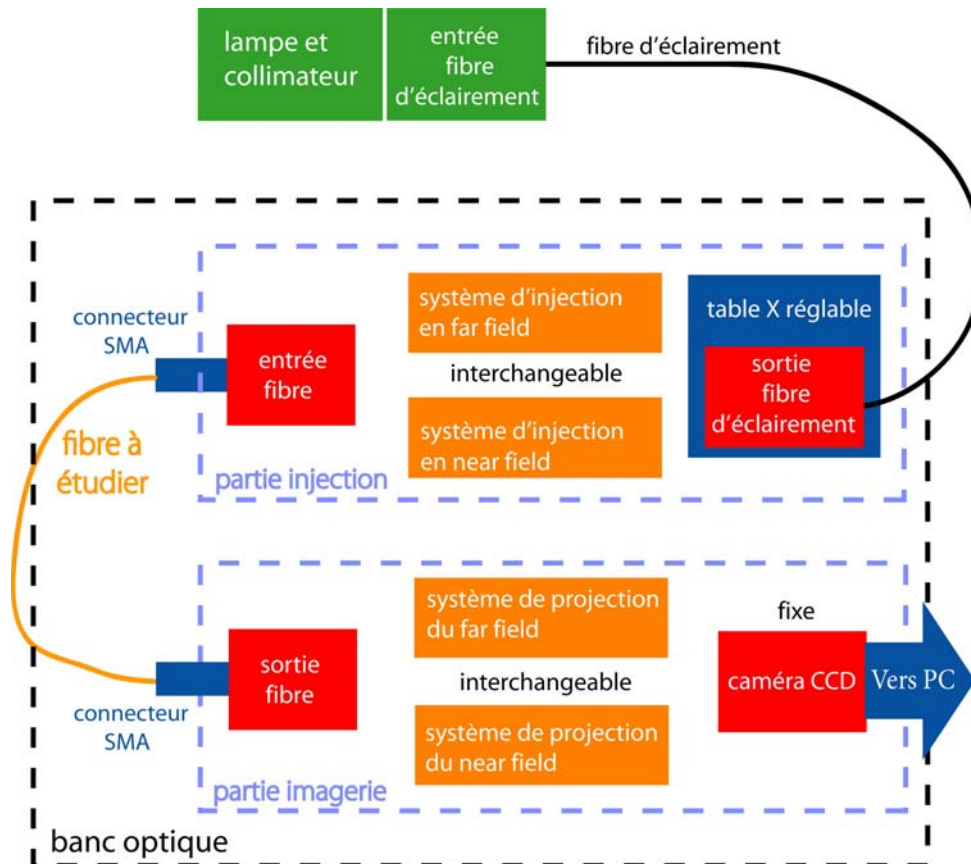 lampe et
collimateur
entrée
fibre
d'éclairement
fibre d'éclairement
connecteur
SMA
entrée
fibre
système d'injection
en far field
interchangeable
système d'injection
en near field
table X réglable
sortie
fibre
d'éclairement
fibre à
étudier
partie injection
système de projection
du far field
fixe
sortie
fibre
interchangeable
caméra CCD
Vers PC
connecteur
SMA
système de projection
du near field
partie imagerie
banc optique